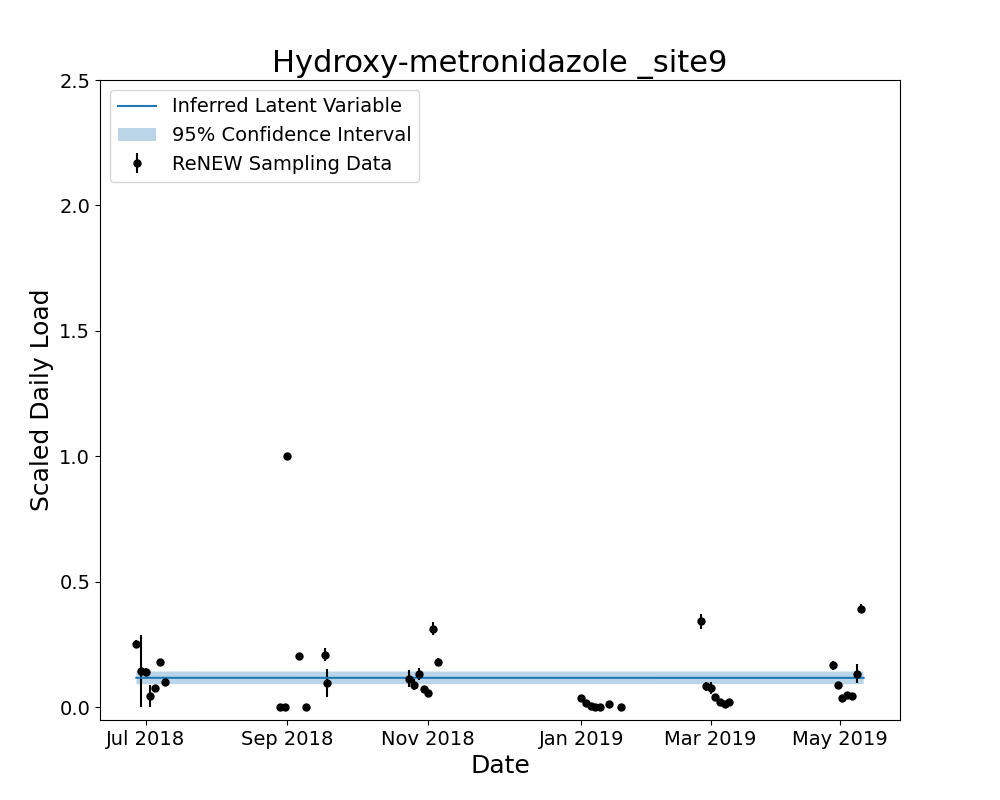 Hydroxy-metronidazole _site9
Inferred Latent Variable
95% Confidence Interval
ReNEW Sampling Data
2.5
2.0
1.5
1.0
0.5
0.0
Scaled Daily Load
Jul 2018 Sep 2018 Nov 2018 Jan 2019 Mar 2019 May 2019
Date